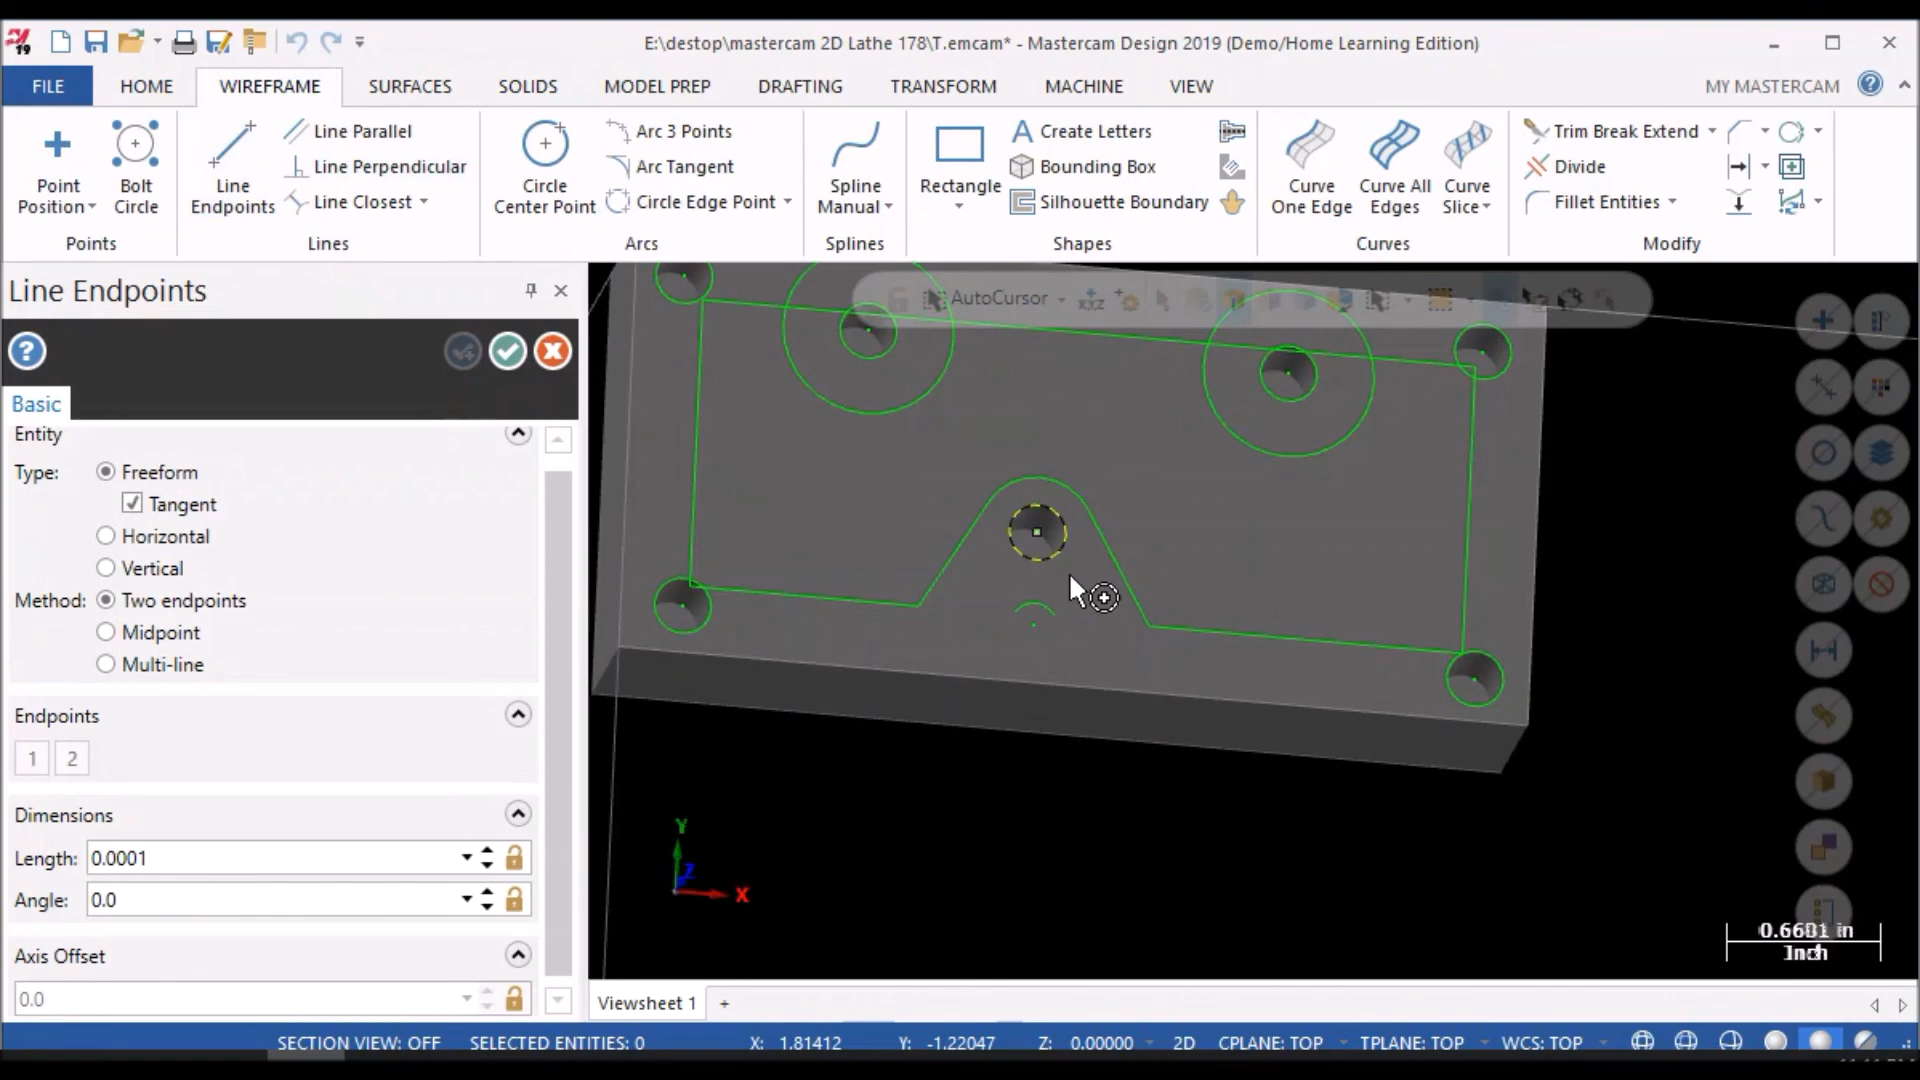 19
E:\destop\mastercam 2D Lathe 178\T.emcam* - Mastercam Design 2019 (Demo/Home Learning Edition)
FILE HOME WIREFRAME SURFACES SOLIDS MODEL PREP DRAFTING TRANSFORM MACHINE VIEW MY MASTERCAM
Point Position
Bolt Circle
Points
Line Endpoints
Line Parallel
Line Perpendicular
Line Closest
Lines
Circle Center Point
Arc 3 Points
Arc Tangent
Circle Edge Point
Arcs
Spline Manual
Splines
Rectangle
Create Letters
Bounding Box
Silhouette Boundary
Shapes
Curve One Edge
Curve All Edges
Curve Slice
Curves
Trim Break Extend
Divide
Fillet Entities
Modify
Line Endpoints
Basic
Entity
Type: Freeform
Tangent
Horizontal
Vertical
Method: Two endpoints
Midpoint
Multi-line
Endpoints
1 2
Dimensions
Length: 0.0001
Angle: 0.0
Axis Offset
0.0
AutoCursor
XYZ
Y
Z
X
Inch
Viewsheet 1 +
SECTION VIEW: OFF SELECTED ENTITIES: 0 X: 1.81412 Y: -1.22047 Z: 0.00000 2D CPLANE: TOP TPLANE: TOP WCS: TOP